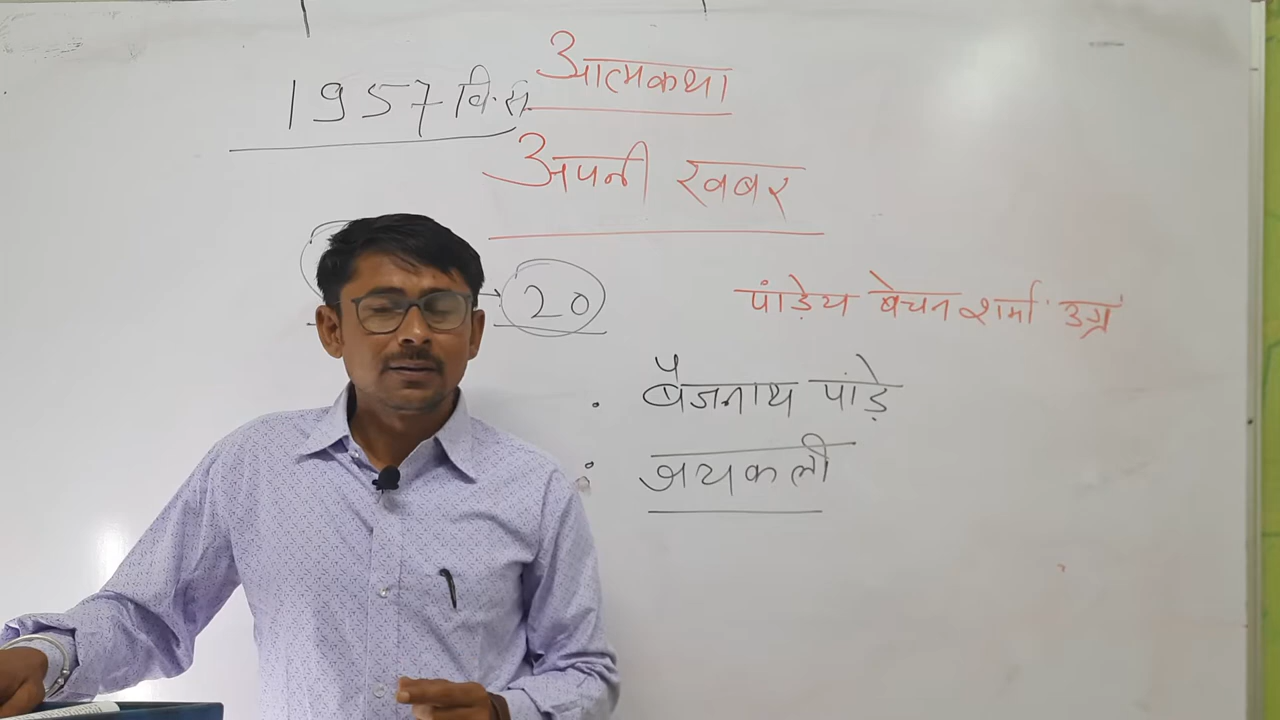 आत्मकथा
1957 वि.स
अपनी खबर
20
पांडेय बेचन शर्मा 'उग्र'
बैजनाथ पांडे
जयकली